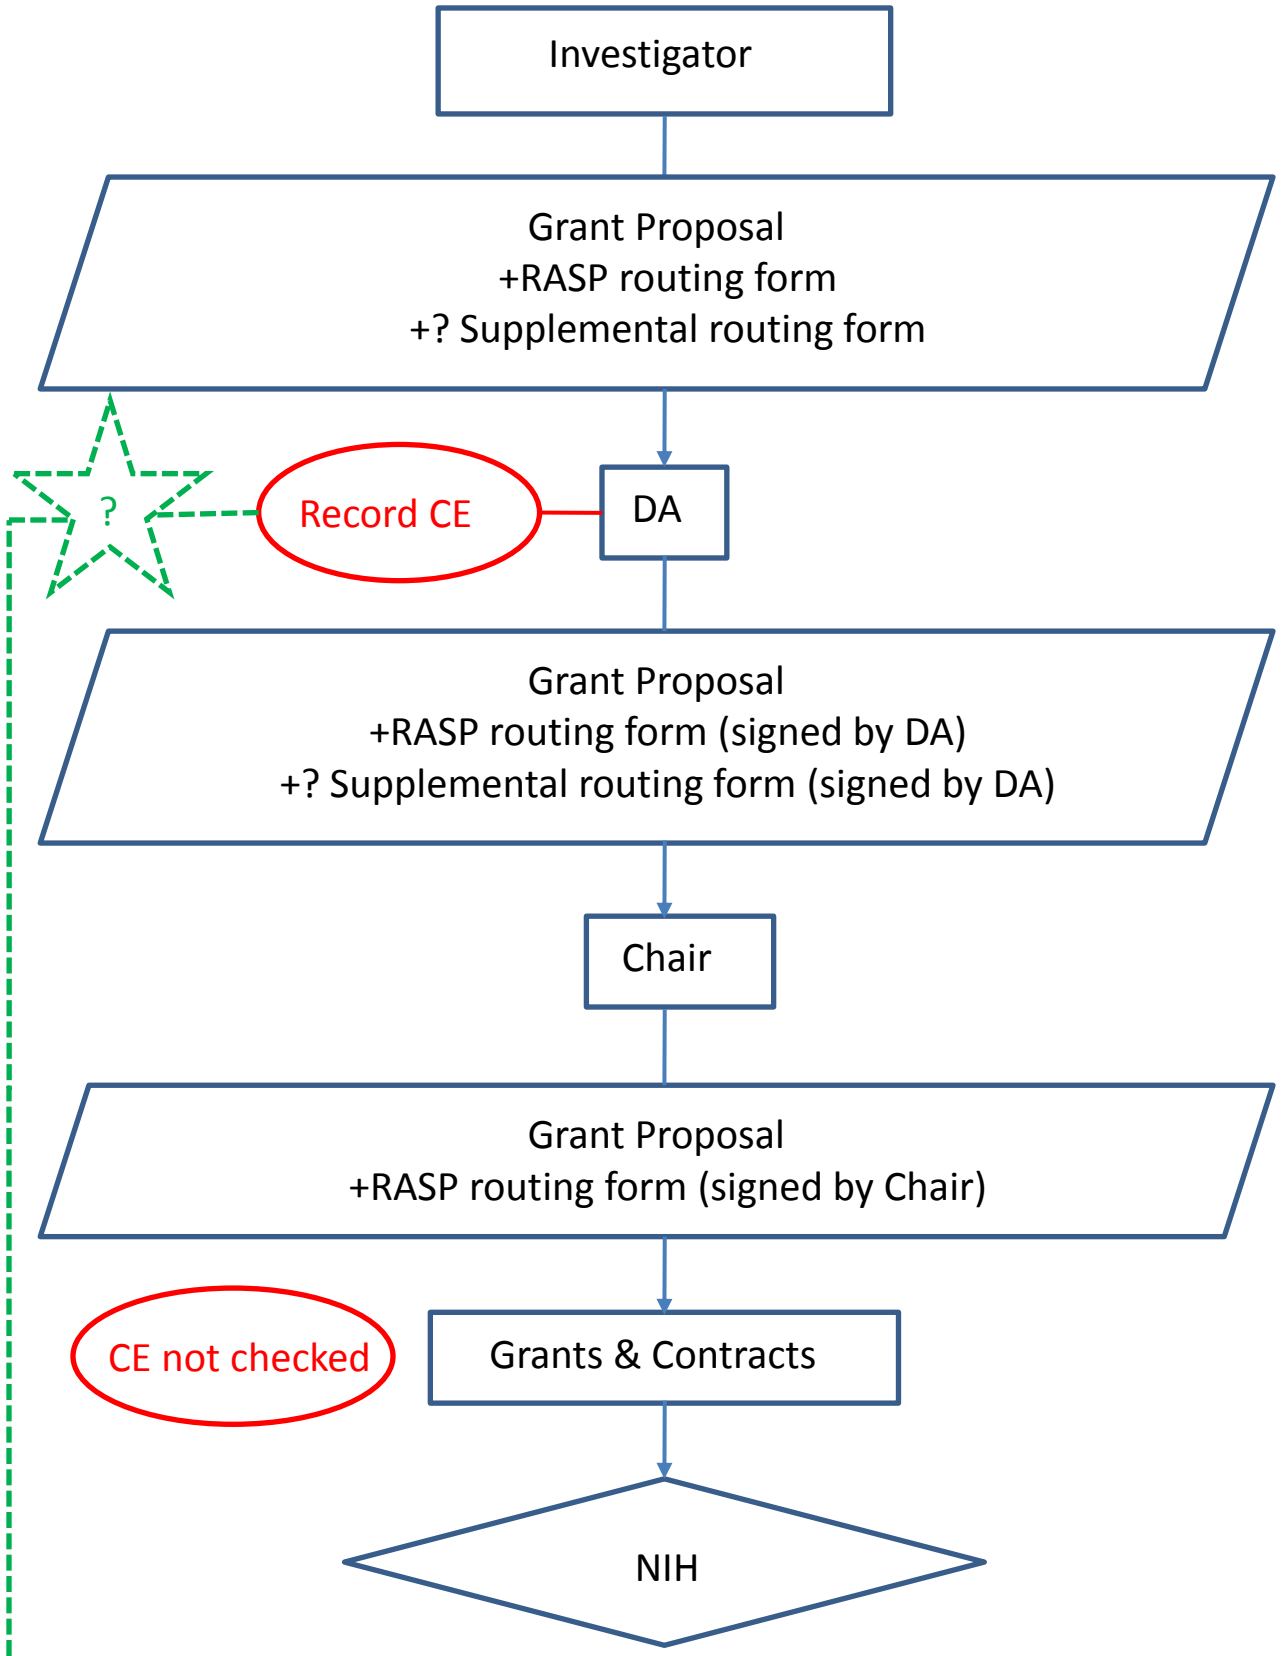 Investigator
Grant Proposal
+RASP routing form
+? Supplemental routing form
?
Record CE
DA
Grant Proposal
+RASP routing form (signed by DA)
+? Supplemental routing form (signed by DA)
Chair
Grant Proposal
+RASP routing form (signed by Chair)
CE not checked
Grants & Contracts
NIH